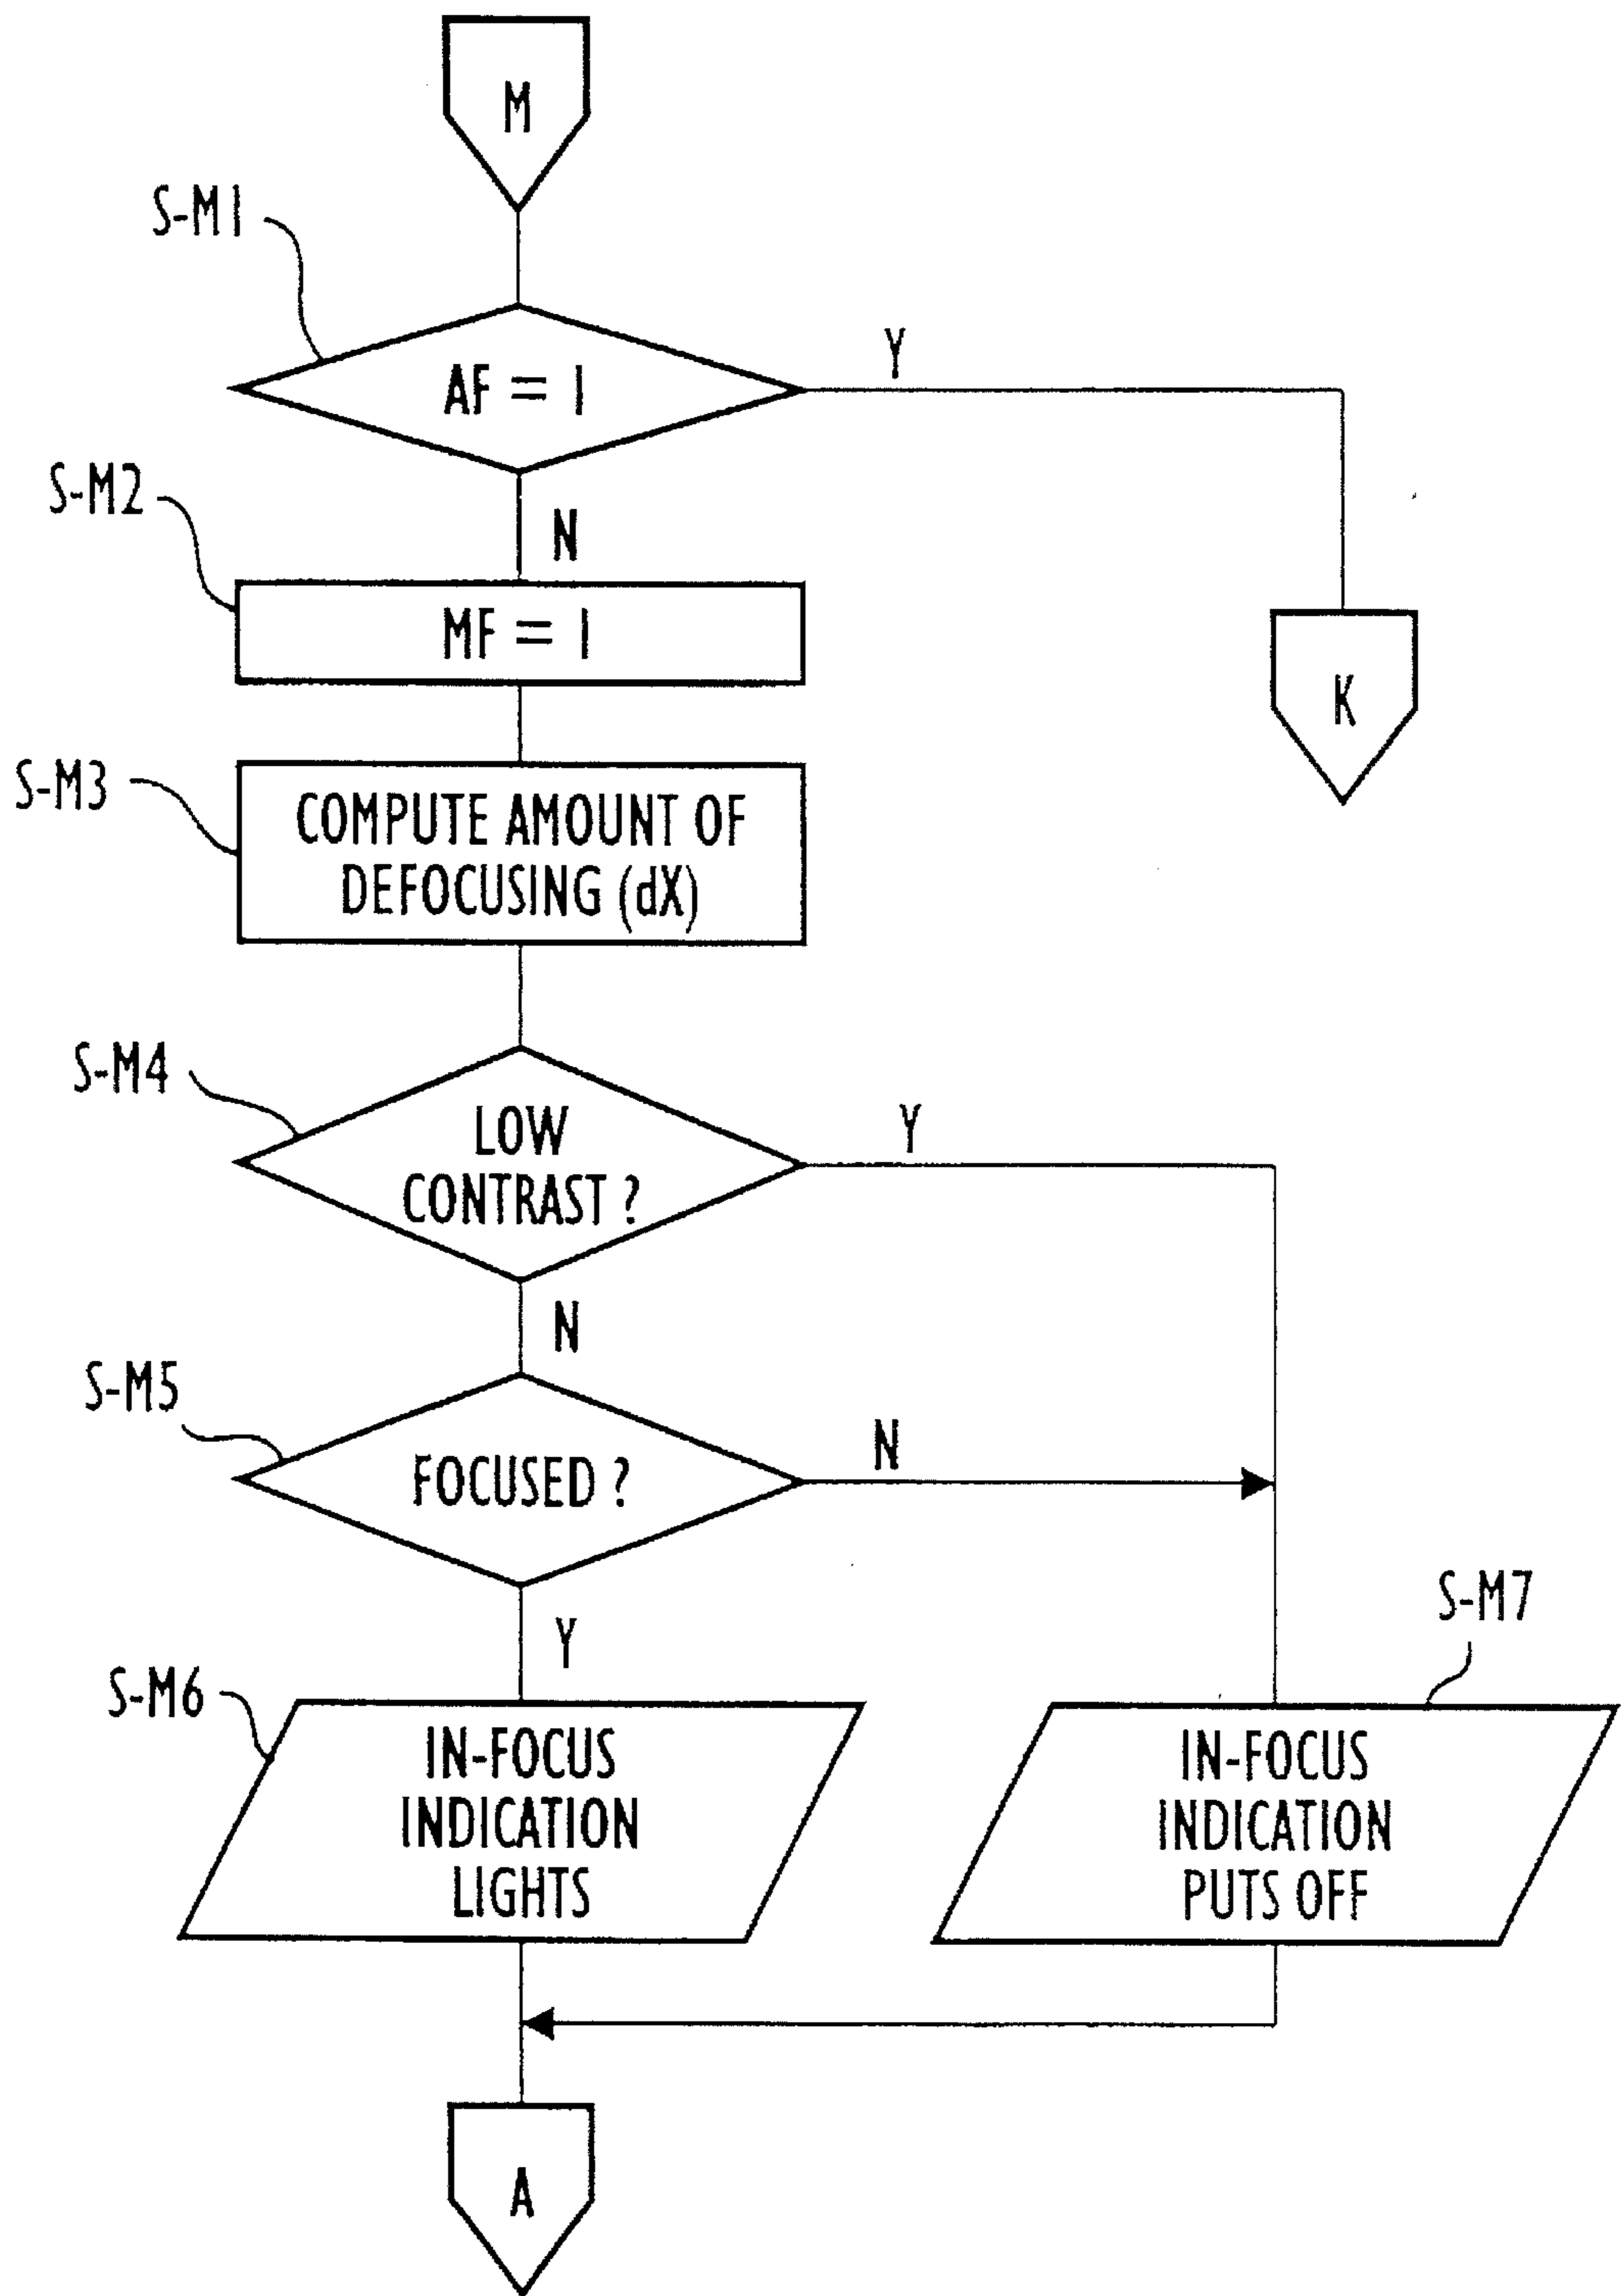 M
S-M1
AF = 1
Y
S-M2
N
MF = 1
K
S-M3
COMPUTE AMOUNT OF
DEFOCUSING (dX)
S-M4
LOW
CONTRAST ?
Y
N
S-M5
FOCUSED ?
N
Y
S-M6
IN-FOCUS
INDICATION
LIGHTS
S-M7
IN-FOCUS
INDICATION
PUTS OFF
A